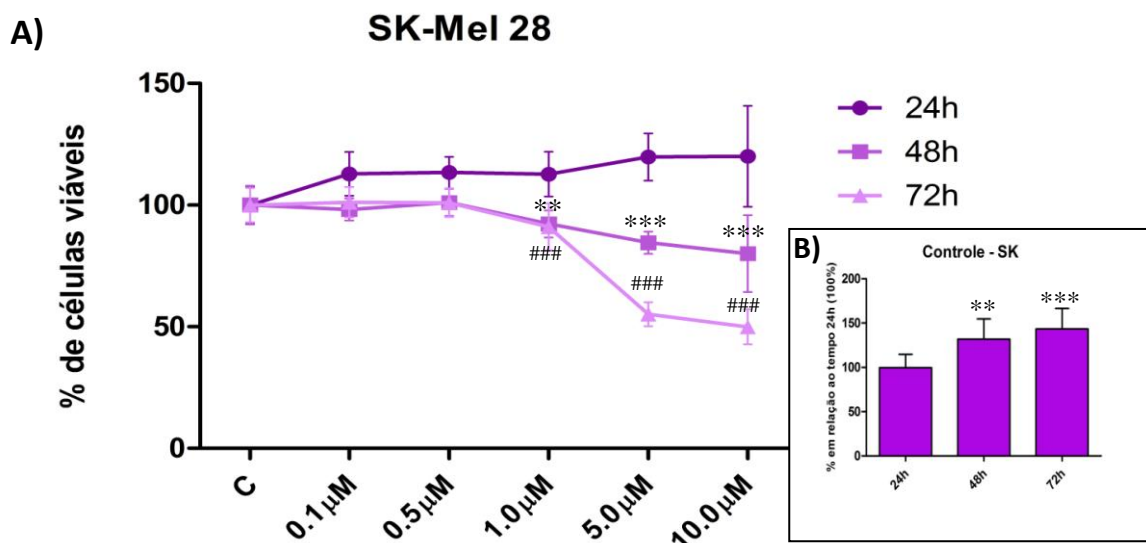 A)
SK-Mel 28
% de células viáveis
150
100
50
0
C
0.1µM
0.5µM
1.0µM
5.0µM
10.0µM
** *** ***
### ### ###
24h
48h
72h
B)
Controle - SK
% em relação ao tempo 24h (100%)
200
150
100
50
0
** ***
24h
48h
72h